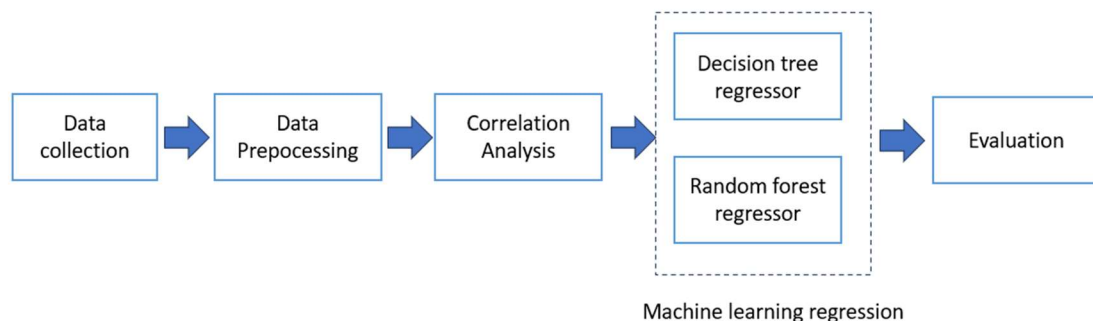 Data
collection
Data
Prepocessing
Correlation
Analysis
Decision tree
regressor
Random forest
regressor
Machine learning regression
Evaluation